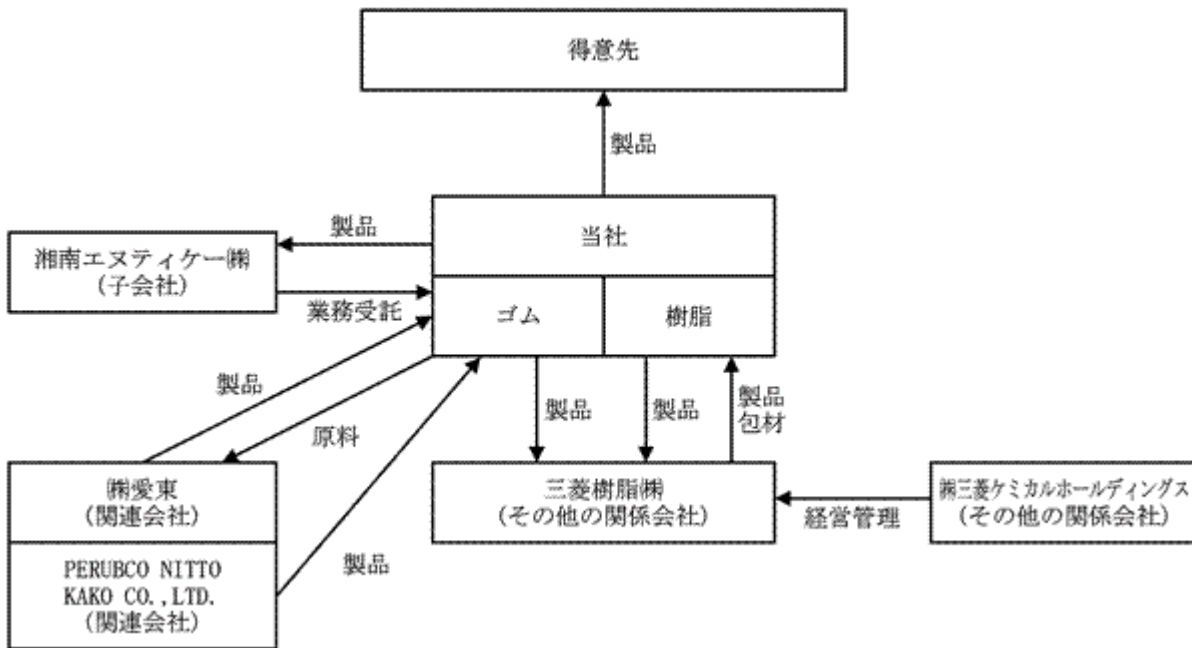 得意先
製品
当社
製品
湘南エヌティケー㈱
(子会社)
業務受託
ゴム
樹脂
製品
原料
製品
製品
製品
包材
㈱愛東
(関連会社)
三菱樹脂㈱
(その他の関係会社)
経営管理
㈱三菱ケミカルホールディングス
(その他の関係会社)
製品
PERUBCO NITTO
KAKO CO.,LTD.
(関連会社)